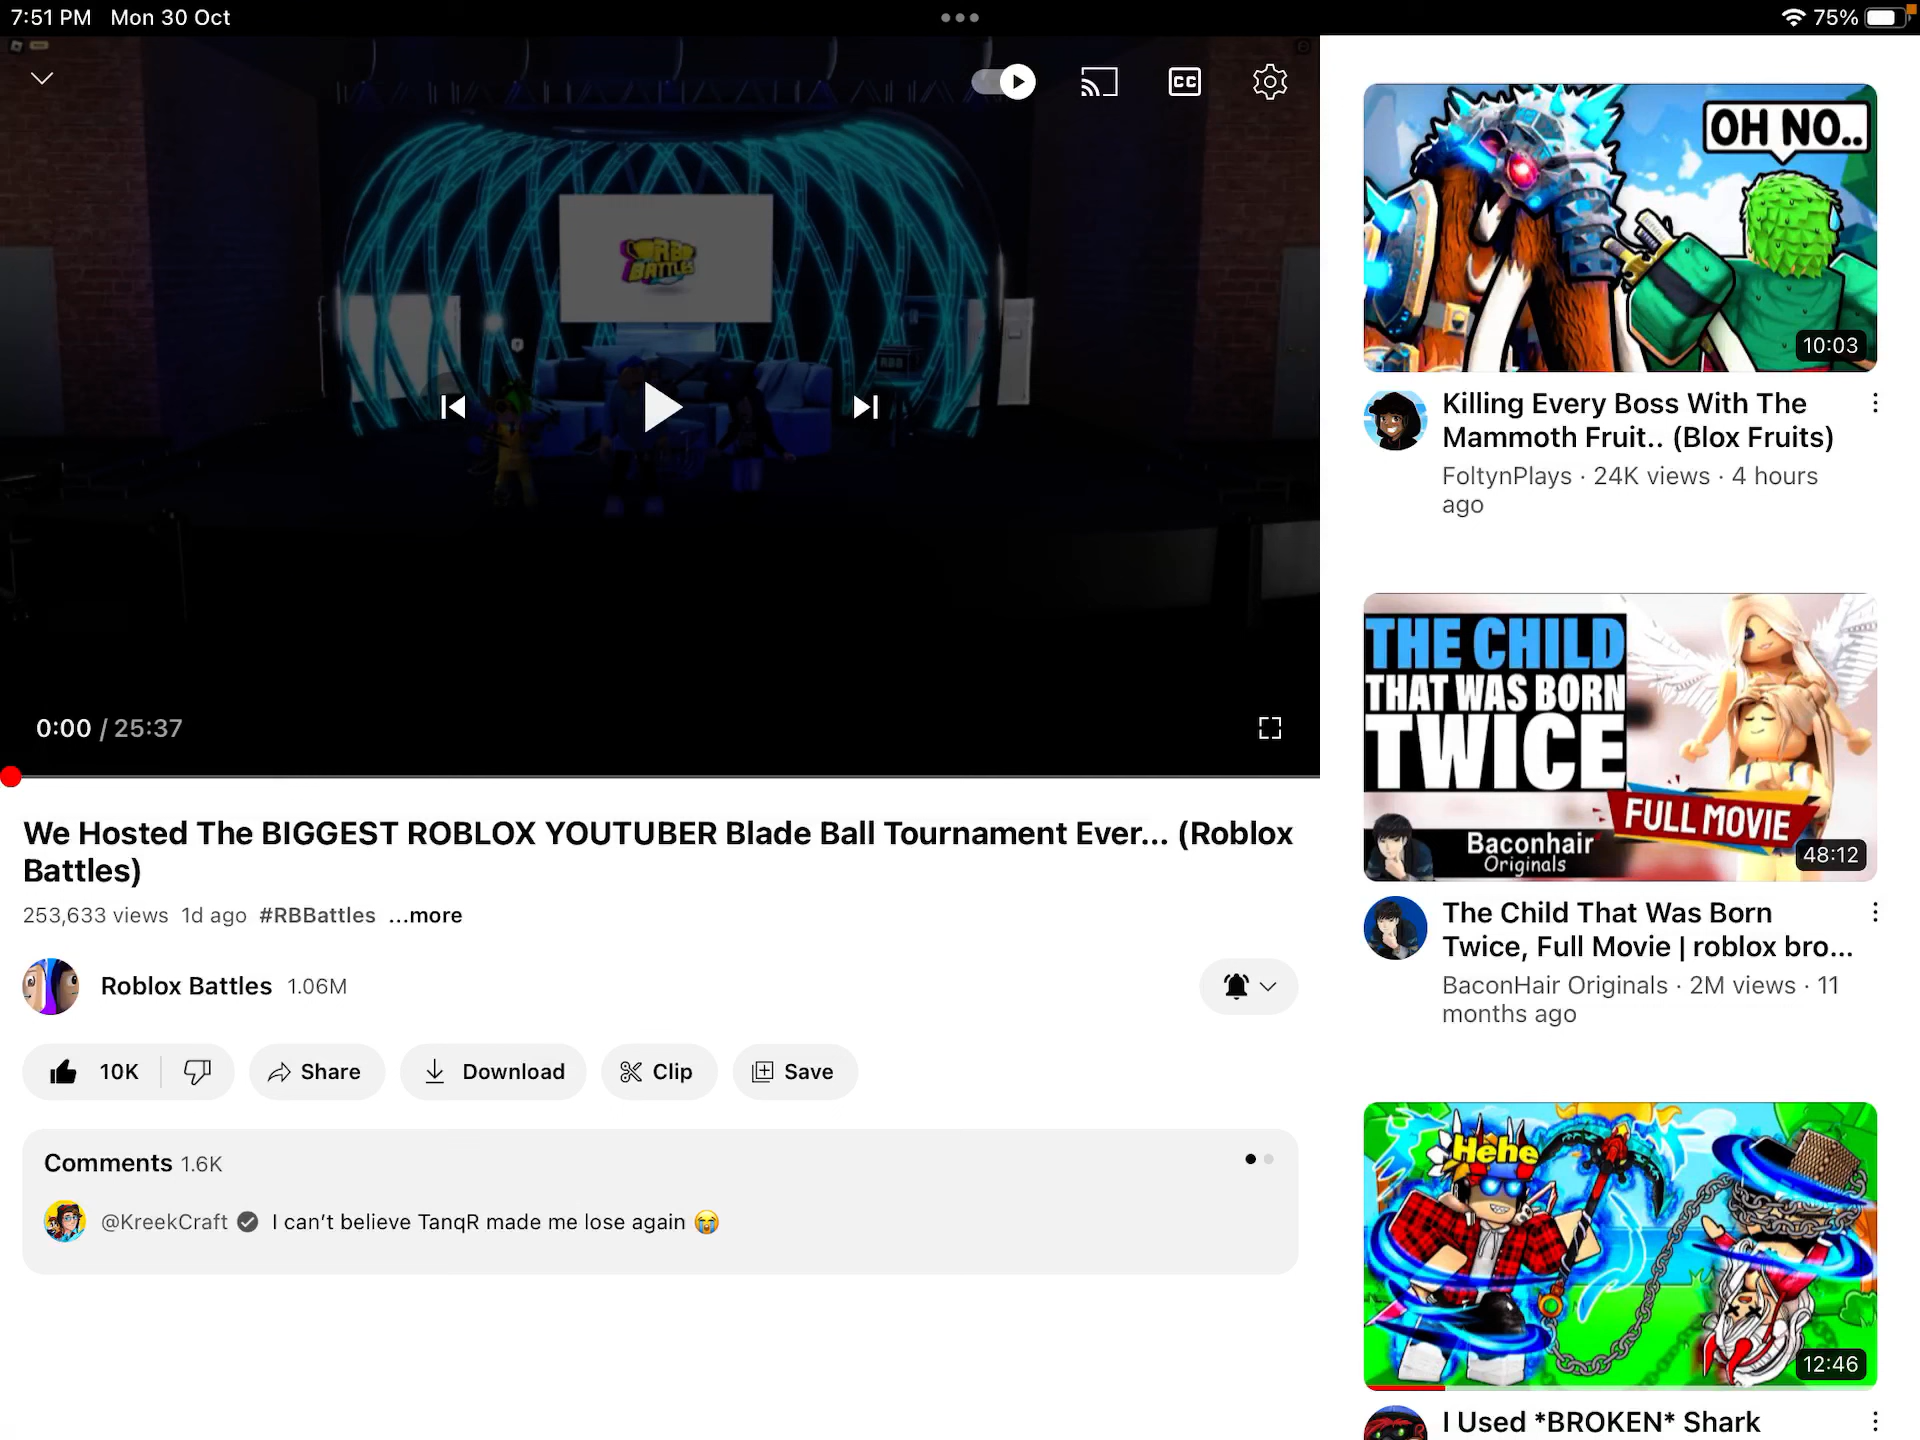 7:51 PM Mon 30 Oct
75%
CC
RB
BATTLES
0:00 / 25:37
We Hosted The BIGGEST ROBLOX YOUTUBER Blade Ball Tournament Ever... (Roblox
Battles)
253,633 views 1d ago #RBBattles ...more
Roblox Battles 1.06M
10K
Share
Download
Clip
Save
Comments 1.6K
@KreekCraft I can’t believe TanqR made me lose again 😭
OH NO..
10:03
Killing Every Boss With The
Mammoth Fruit.. (Blox Fruits)
FoltynPlays · 24K views · 4 hours
ago
THE CHILD
THAT WAS BORN
TWICE
FULL MOVIE
Baconhair
Originals
48:12
The Child That Was Born
Twice, Full Movie | roblox bro...
BaconHair Originals · 2M views · 11
months ago
Hehe
12:46
I Used *BROKEN* Shark